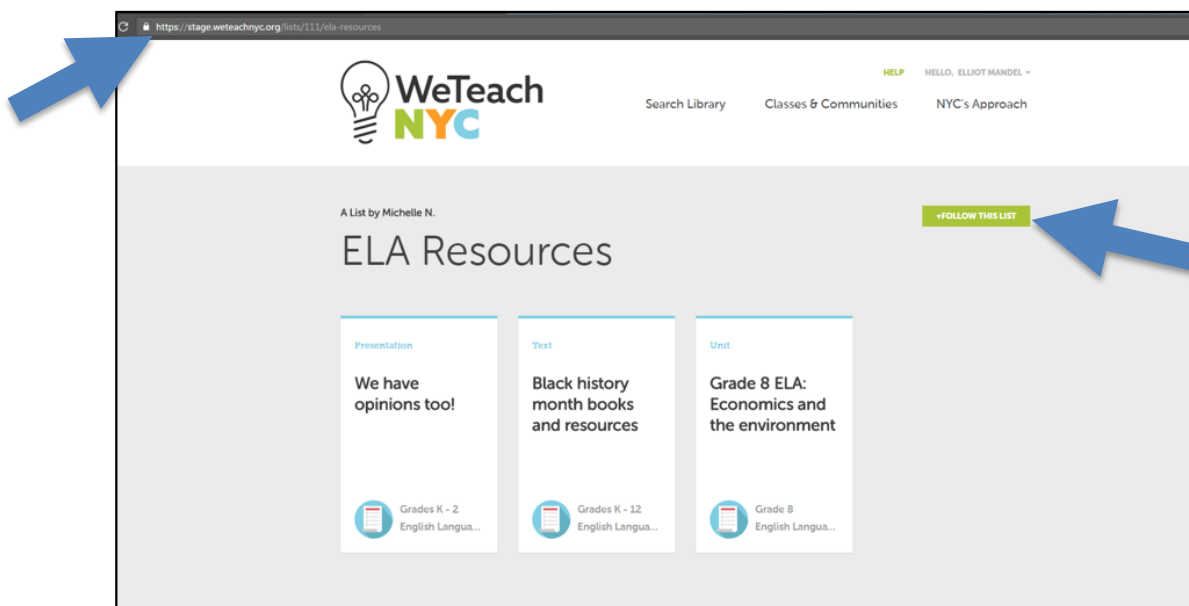 https://stage.weteachnyc.org/lists/111/ela-resources
WeTeach
NYC
HELP HELLO, ELLIOT MANDEL
Search Library Classes & Communities NYC's Approach
A List by Michelle N.
+FOLLOW THIS LIST
ELA Resources
Presentation
We have
opinions too!
Grades K - 2
English Langua...
Text
Black history
month books
and resources
Grades K - 12
English Langua...
Unit
Grade 8 ELA:
Economics and
the environment
Grade 8
English Langua...